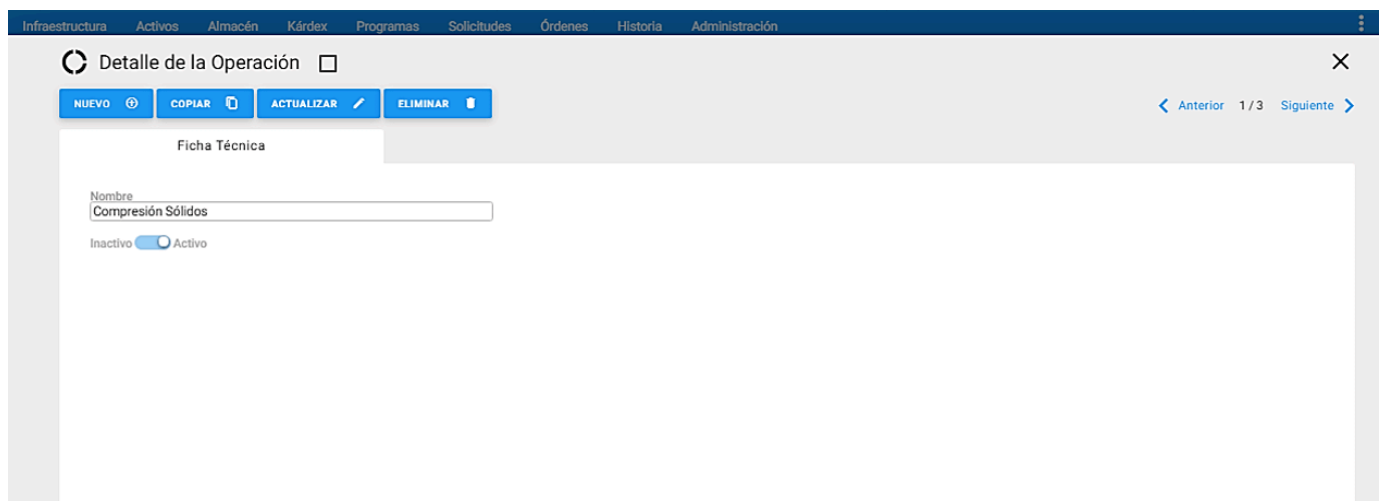 Infraestructura Activos Almacén Kárdex Programas Solicitudes Órdenes Historia Administración
Detalle de la Operación
NUEVO COPIAR ACTUALIZAR ELIMINAR
Anterior 1 / 3 Siguiente
Ficha Técnica
Nombre
Compresión Sólidos
Inactivo Activo